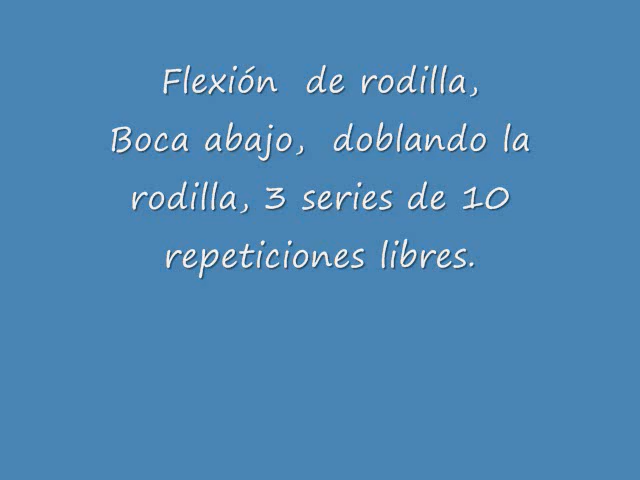 Flexión  de rodilla,
Boca abajo,  doblando la
rodilla, 3 series de 10
repeticiones libres.